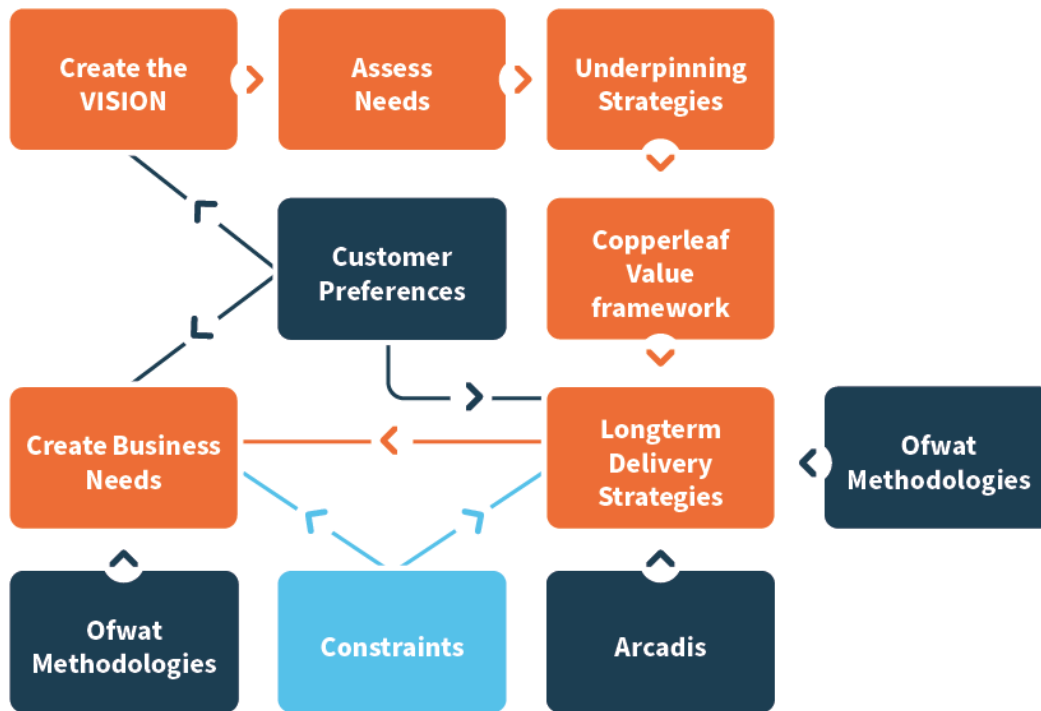 Create the
VISION
Assess
Needs
Underpinning
Strategies
Customer
Preferences
Copperleaf
Value
framework
Create Business
Needs
Longterm
Delivery
Strategies
Ofwat
Methodologies
Ofwat
Methodologies
Constraints
Arcadis